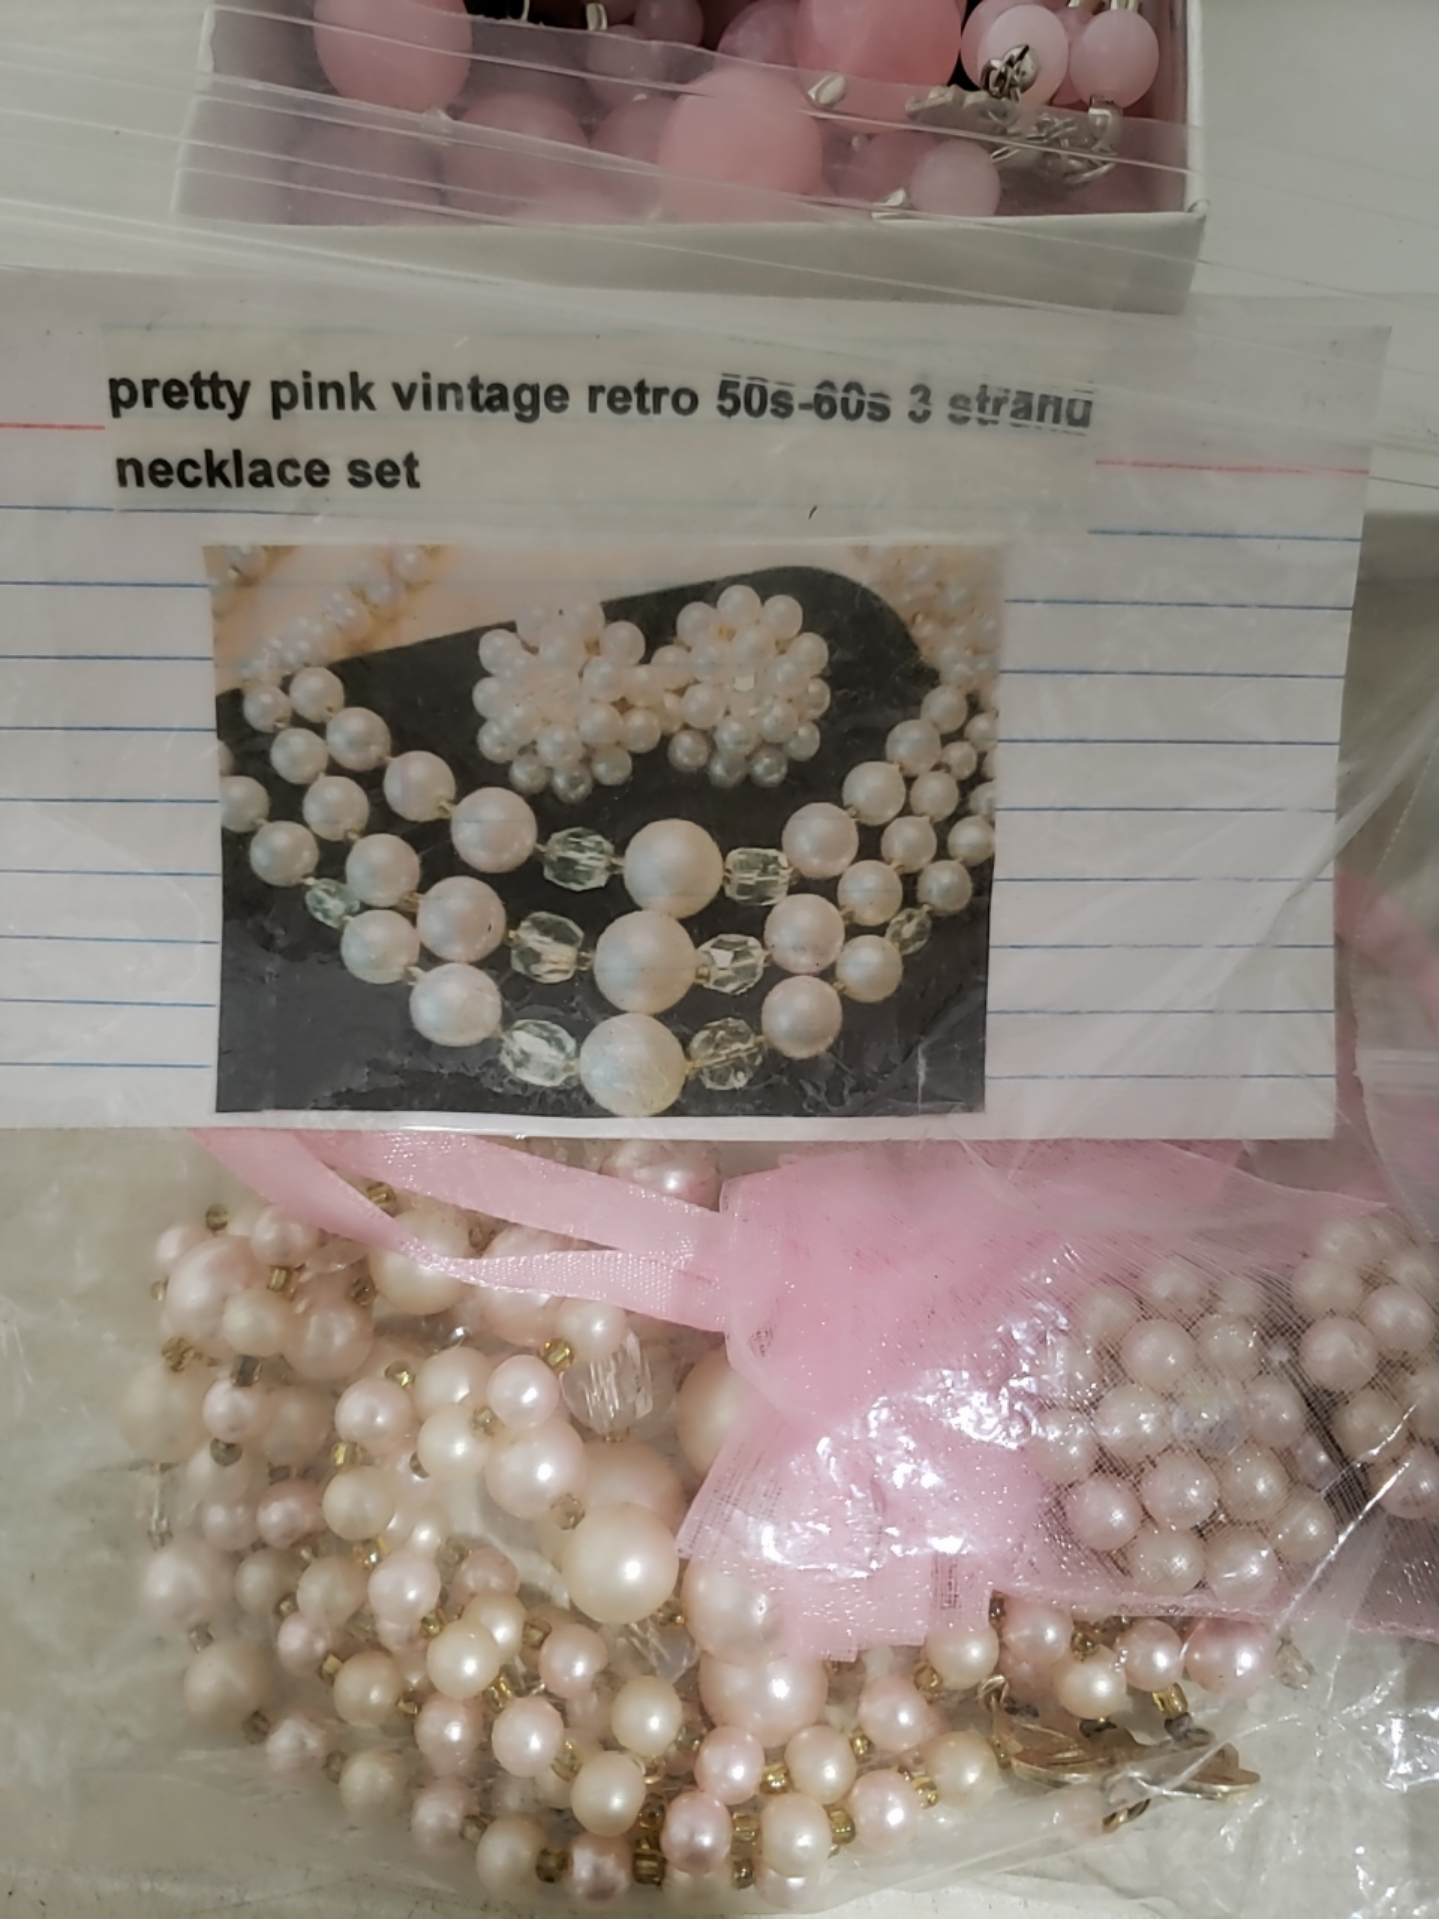 pretty pink vintage retro 50s-60s 3 strand
necklace set